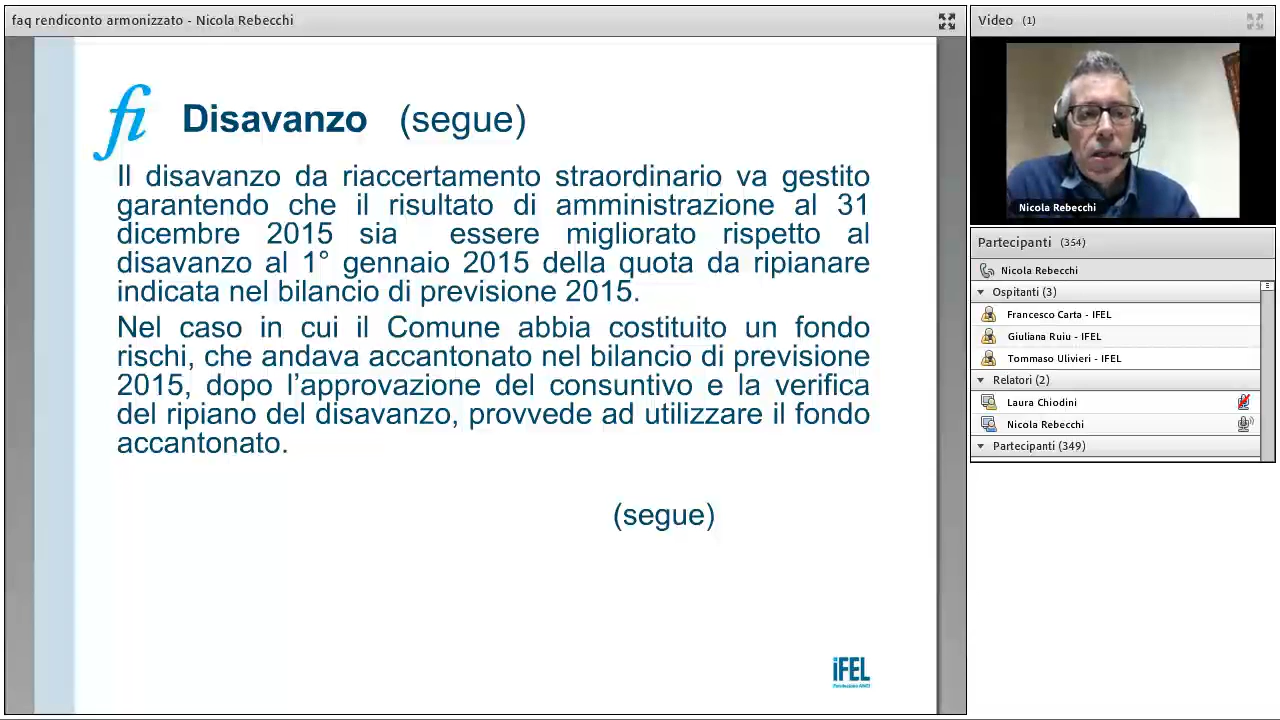 faq rendiconto armonizzato - Nicola Rebecchi
fi
Disavanzo (segue)
Il disavanzo da riaccertamento straordinario va gestito
garantendo che il risultato di amministrazione al 31
dicembre 2015 sia essere migliorato rispetto al
disavanzo al 1° gennaio 2015 della quota da ripianare
indicata nel bilancio di previsione 2015.
Nel caso in cui il Comune abbia costituito un fondo
rischi, che andava accantonato nel bilancio di previsione
2015, dopo l'approvazione del consuntivo e la verifica
del ripiano del disavanzo, provvede ad utilizzare il fondo
accantonato.
(segue)
iFEL
Fondazione ANCI
Video (1)
Nicola Rebecchi
Partecipanti (354)
Nicola Rebecchi
Ospitanti (3)
Francesco Carta - IFEL
Giuliana Ruiu - IFEL
Tommaso Ulivieri - IFEL
Relatori (2)
Laura Chiodini
Nicola Rebecchi
Partecipanti (349)